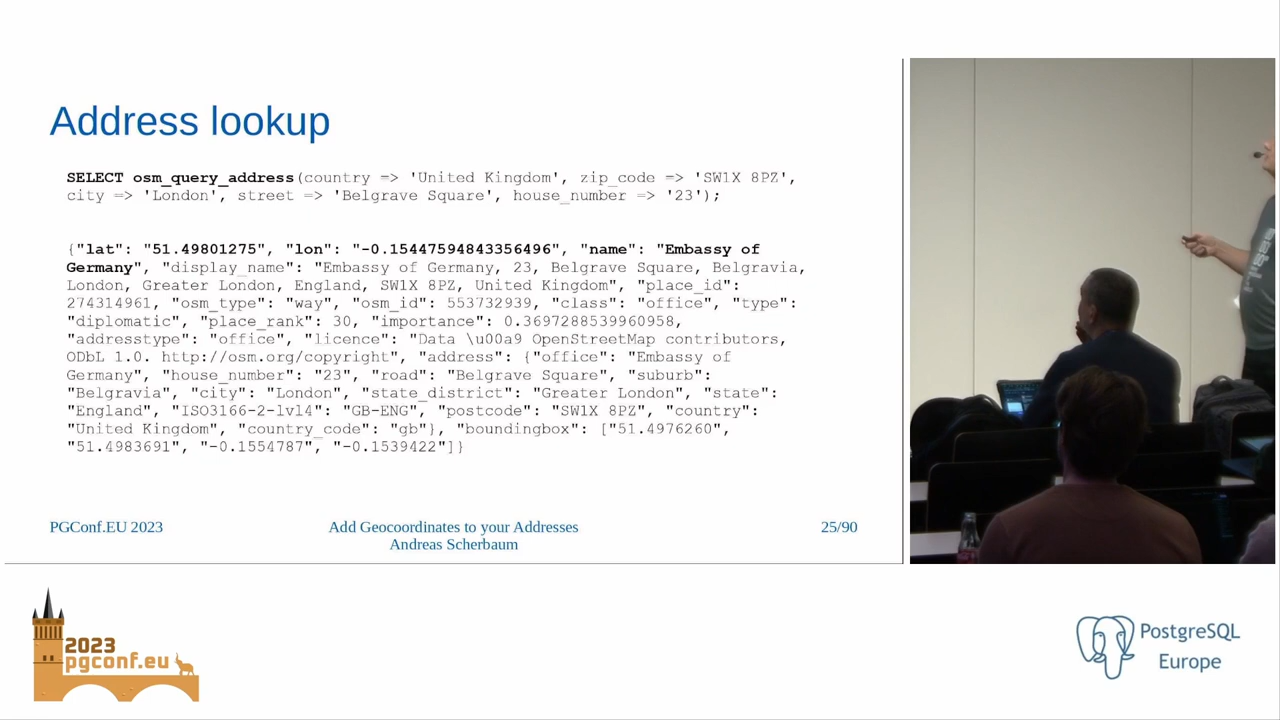 Address lookup
SELECT osm_query_address(country => 'United Kingdom', zip_code => 'SW1X 8PZ',
city => 'London', street => 'Belgrave Square', house_number => '23');
{"lat": "51.49801275", "lon": "-0.15447594843356496", "name": "Embassy of
Germany", "display_name": "Embassy of Germany, 23, Belgrave Square, Belgravia,
London, Greater London, England, SW1X 8PZ, United Kingdom", "place_id":
274314961, "osm_type": "way", "osm_id": 553732939, "class": "office", "type":
"diplomatic", "place_rank": 30, "importance": 0.3697288539960958,
"addresstype": "office", "licence": "Data \u00a9 OpenStreetMap contributors,
ODbL 1.0. http://osm.org/copyright", "address": {"office": "Embassy of
Germany", "house_number": "23", "road": "Belgrave Square", "suburb":
"Belgravia", "city": "London", "state_district": "Greater London", "state":
"England", "ISO3166-2-lvl4": "GB-ENG", "postcode": "SW1X 8PZ", "country":
"United Kingdom", "country_code": "gb"}, "boundingbox": ["51.4976260",
"51.4983691", "-0.1554787", "-0.1539422"]}
PGConf.EU 2023
Add Geocoordinates to your Addresses
Andreas Scherbaum
25/90
2023
pgconf.eu
PostgreSQL
Europe